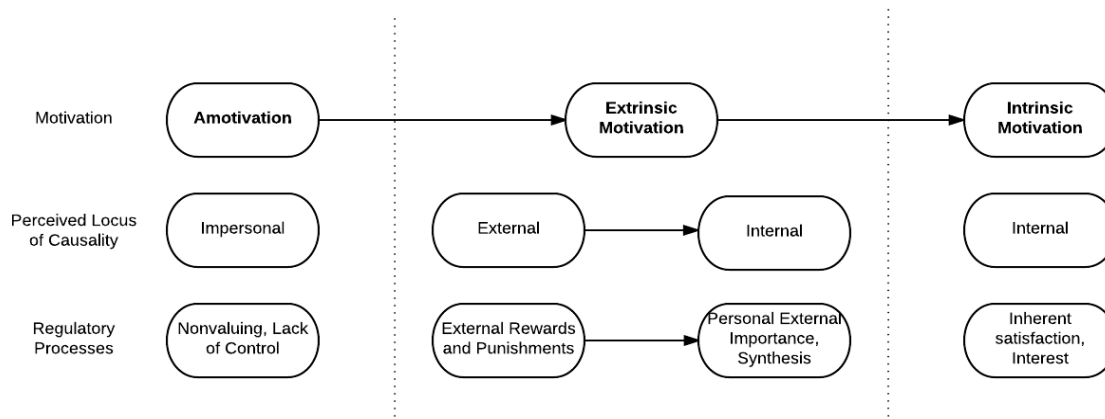 Motivation
Amotivation
Extrinsic
Motivation
Intrinsic
Motivation
Perceived Locus
of Causality
Impersonal
External
Internal
Internal
Regulatory
Processes
Nonvaluing, Lack
of Control
External Rewards
and Punishments
Personal External
Importance,
Synthesis
Inherent
satisfaction,
Interest